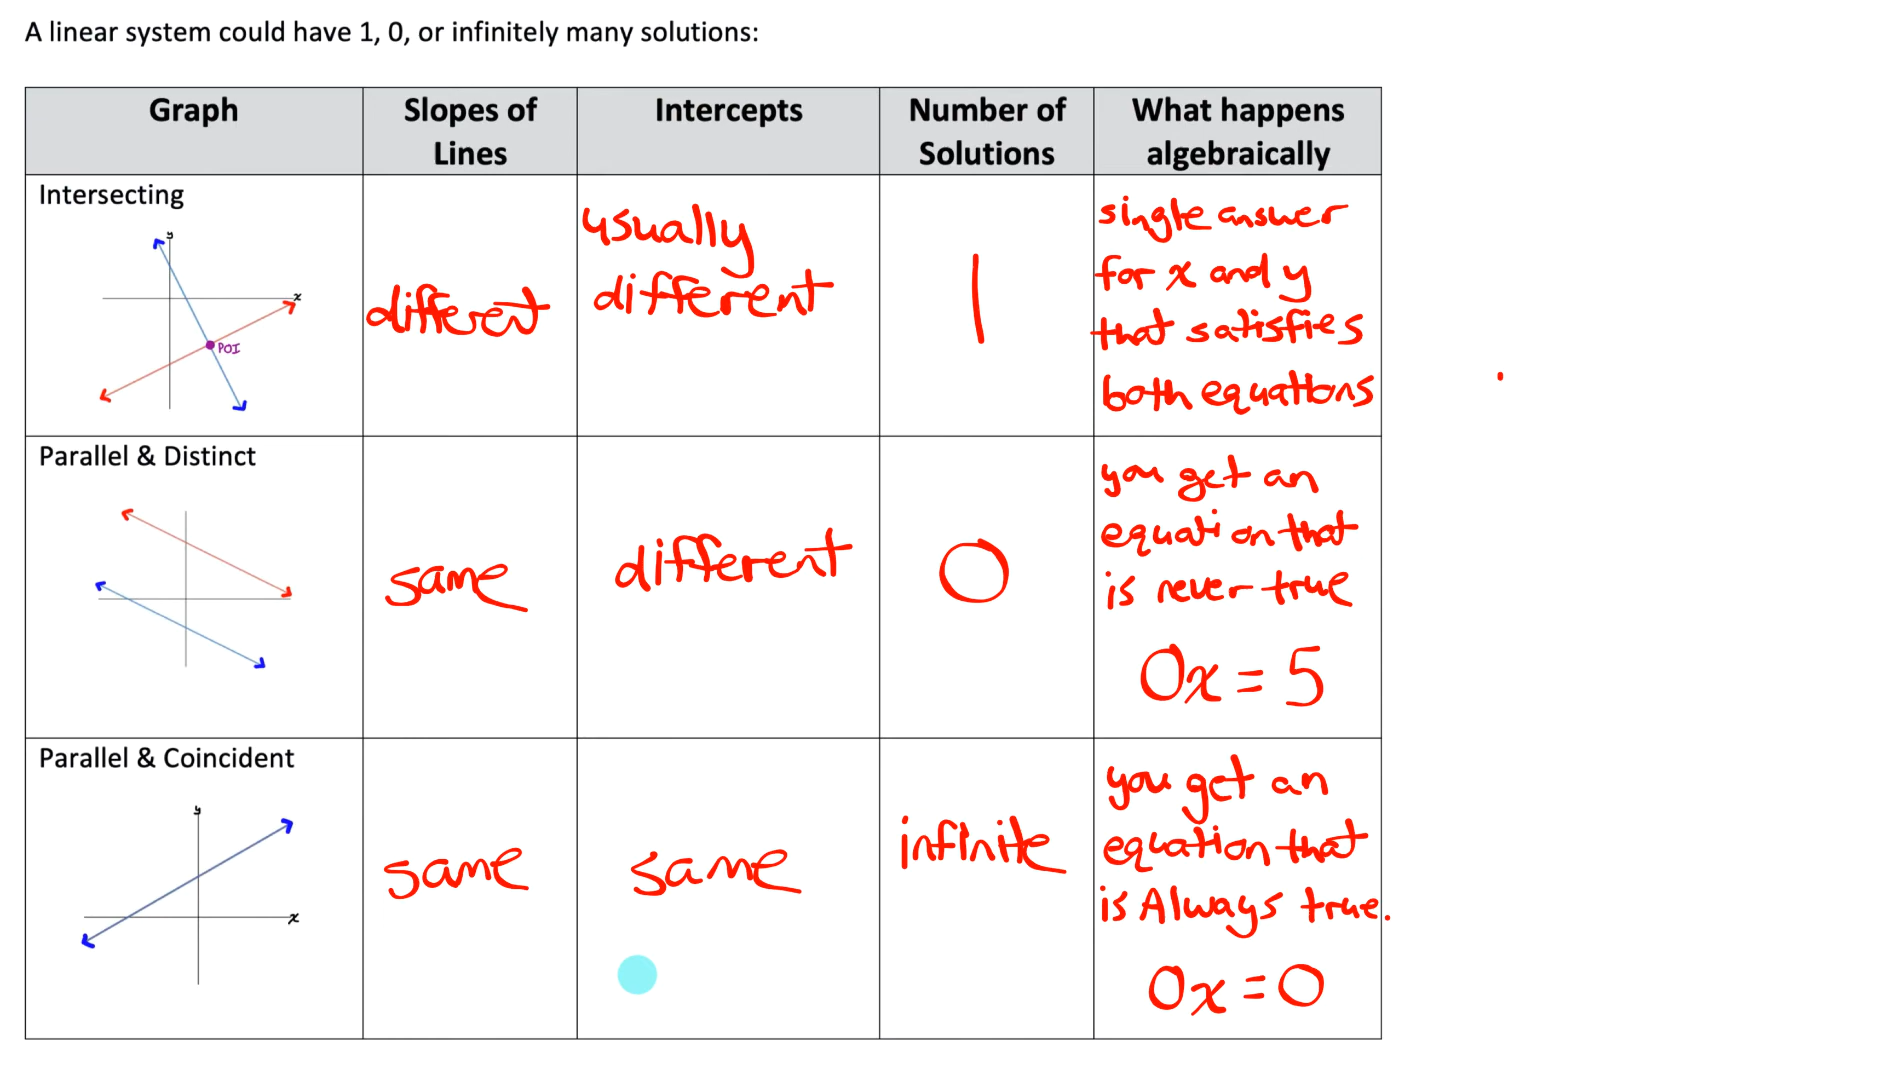 A linear system could have 1, 0, or infinitely many solutions:
Graph
Slopes of
Lines
Intercepts
Number of
Solutions
What happens
algebraically
Intersecting
y
x
POI
different
usually
different
1
single answer
for x and y
that satisfies
both equations
Parallel & Distinct
same
different
0
you get an
equation that
is never true
0x = 5
Parallel & Coincident
y
x
same
same
infinite
you get an
equation that
is Always true.
0x = 0